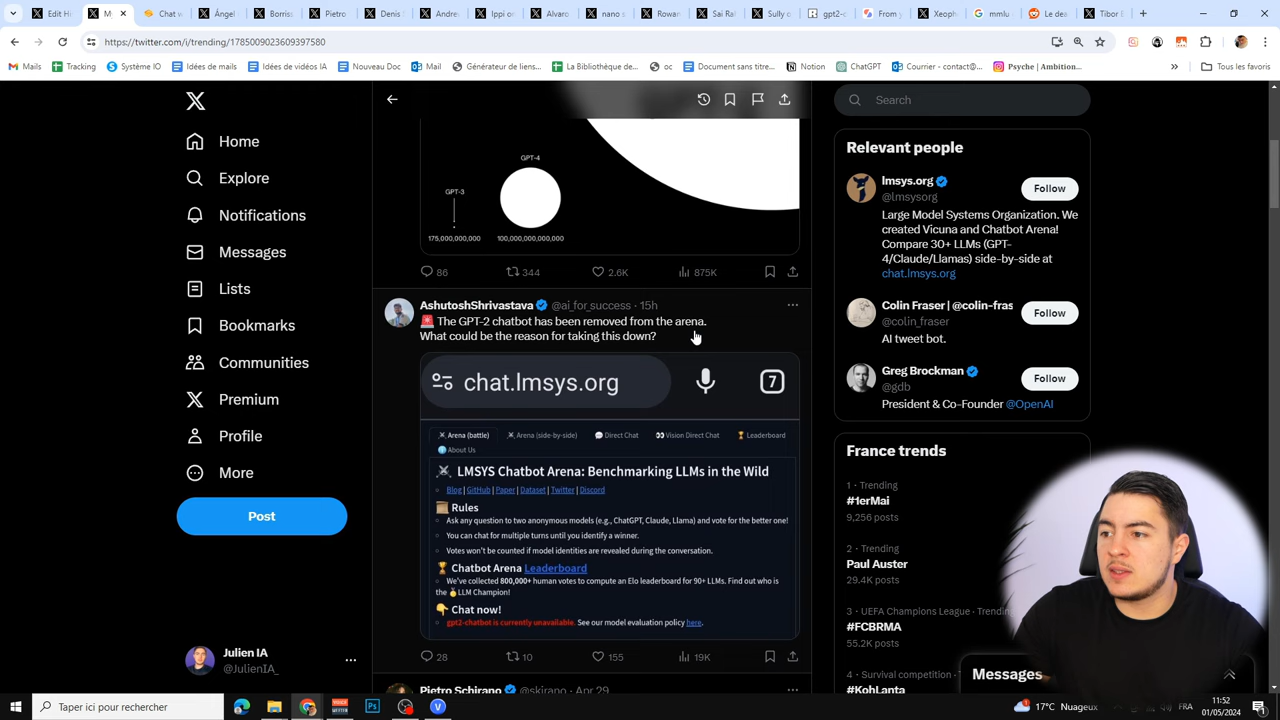 Edit I
M
Chat w
Ángel
Borris
Pietro
Denis I
Andre
Ippi o
Alvaro
nano s
Rowan
Sai Ra
Sully o
gpt2-c
From
Xeoph
mmlu
Le dea
Tibor
https://twitter.com/i/trending/1785009023609397580
Mails
Tracking
Système IO
Idées de mails
Idées de vidéos IA
Nouveau Doc
Mail
Générateur de liens...
La Bibliothèque de...
oc
Document sans titre...
Notion
ChatGPT
Courrier - contact@...
Psyche | Ambition...
»
Tous les favoris
Home
Explore
Notifications
Messages
Lists
Bookmarks
Communities
Premium
Profile
More
Post
Julien IA
@JulienIA_
GPT-4
GPT-3
175,000,000,000
100,000,000,000,000
86
344
2.6K
875K
AshutoshShrivastava @ai_for_success · 15h
🚨 The GPT-2 chatbot has been removed from the arena.
What could be the reason for taking this down?
chat.lmsys.org
7
Arena (battle)
Arena (side-by-side)
Direct Chat
Vision Direct Chat
Leaderboard
About Us
LMSYS Chatbot Arena: Benchmarking LLMs in the Wild
Blog | GitHub | Paper | Dataset | Twitter | Discord
Rules
Ask any question to two anonymous models (e.g., ChatGPT, Claude, Llama) and vote for the better one!
You can chat for multiple turns until you identify a winner.
Votes won't be counted if model identities are revealed during the conversation.
Chatbot Arena Leaderboard
We've collected 800,000+ human votes to compute an Elo leaderboard for 90+ LLMs. Find out who is
the 🥇LLM Champion!
Chat now!
gpt2-chatbot is currently unavailable. See our model evaluation policy here.
28
10
155
19K
Pietro Schirano @skirano · Apr 29
Search
Relevant people
lmsys.org
@lmsysorg
Follow
Large Model Systems Organization. We
created Vicuna and Chatbot Arena!
Compare 30+ LLMs (GPT-
4/Claude/Llamas) side-by-side at
chat.lmsys.org
Colin Fraser | @colin-fras
@colin_fraser
Follow
AI tweet bot.
Greg Brockman
@gdb
Follow
President & Co-Founder @OpenAI
France trends
1 · Trending
#1erMai
9,256 posts
2 · Trending
Paul Auster
29.4K posts
3 · UEFA Champions League · Trendin
#FCBRMA
55.2K posts
4 · Survival competition ·
#KohLanta
Messages
Taper ici pour rechercher
17°C Nuageux
FRA
11:52
01/05/2024